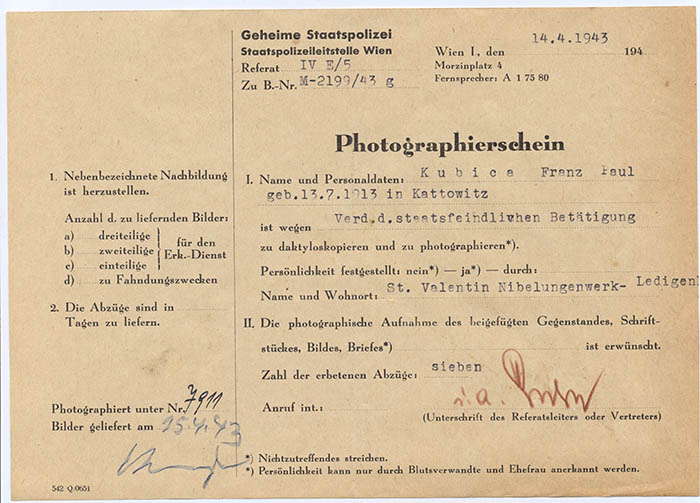 Geheime Staatspolizei
Staatspolizeileitstelle Wien
Referat IV E/5
Zu B.-Nr. M-2199/43 g
14.4.1943
Wien I., den 194
Morzinplatz 4
Fernsprecher: A 1 75 80
Photographierschein
1. Nebenbezeichnete Nachbildung
ist herzustellen.
Anzahl d. zu liefernden Bilder:
a) dreiteilige
b) zweiteilige
c) einteilige
für den
Erk.-Dienst
d) zu Fahndungszwecken
2. Die Abzüge sind in
Tagen zu liefern.
Photographiert unter Nr. 7911
Bilder geliefert am 15.4.43
I. Name und Personaldaten: Kubica Franz Paul
geb.13.7.1913 in Kattowitz
ist wegen Verd.d.staatsfeindlivhen Betätigung
zu daktyloskopieren und zu photographieren*).
Persönlichkeit festgestellt: nein*) — ja*) — durch:
Name und Wohnort: St. Valentin Nibelungenwerk-
II. Die photographische Aufnahme des beigefügten Gegenstandes, Schrift-
stückes, Bildes, Briefes*) ist erwünscht.
Zahl der erbetenen Abzüge: sieben
Anruf int.: i.a.
(Unterschrift des Referatsleiters oder Vertreters)
*) Nichtzutreffendes streichen.
*) Persönlichkeit kann nur durch Blutsverwandte und Ehefrau anerkannt werden.
542 Q.0651